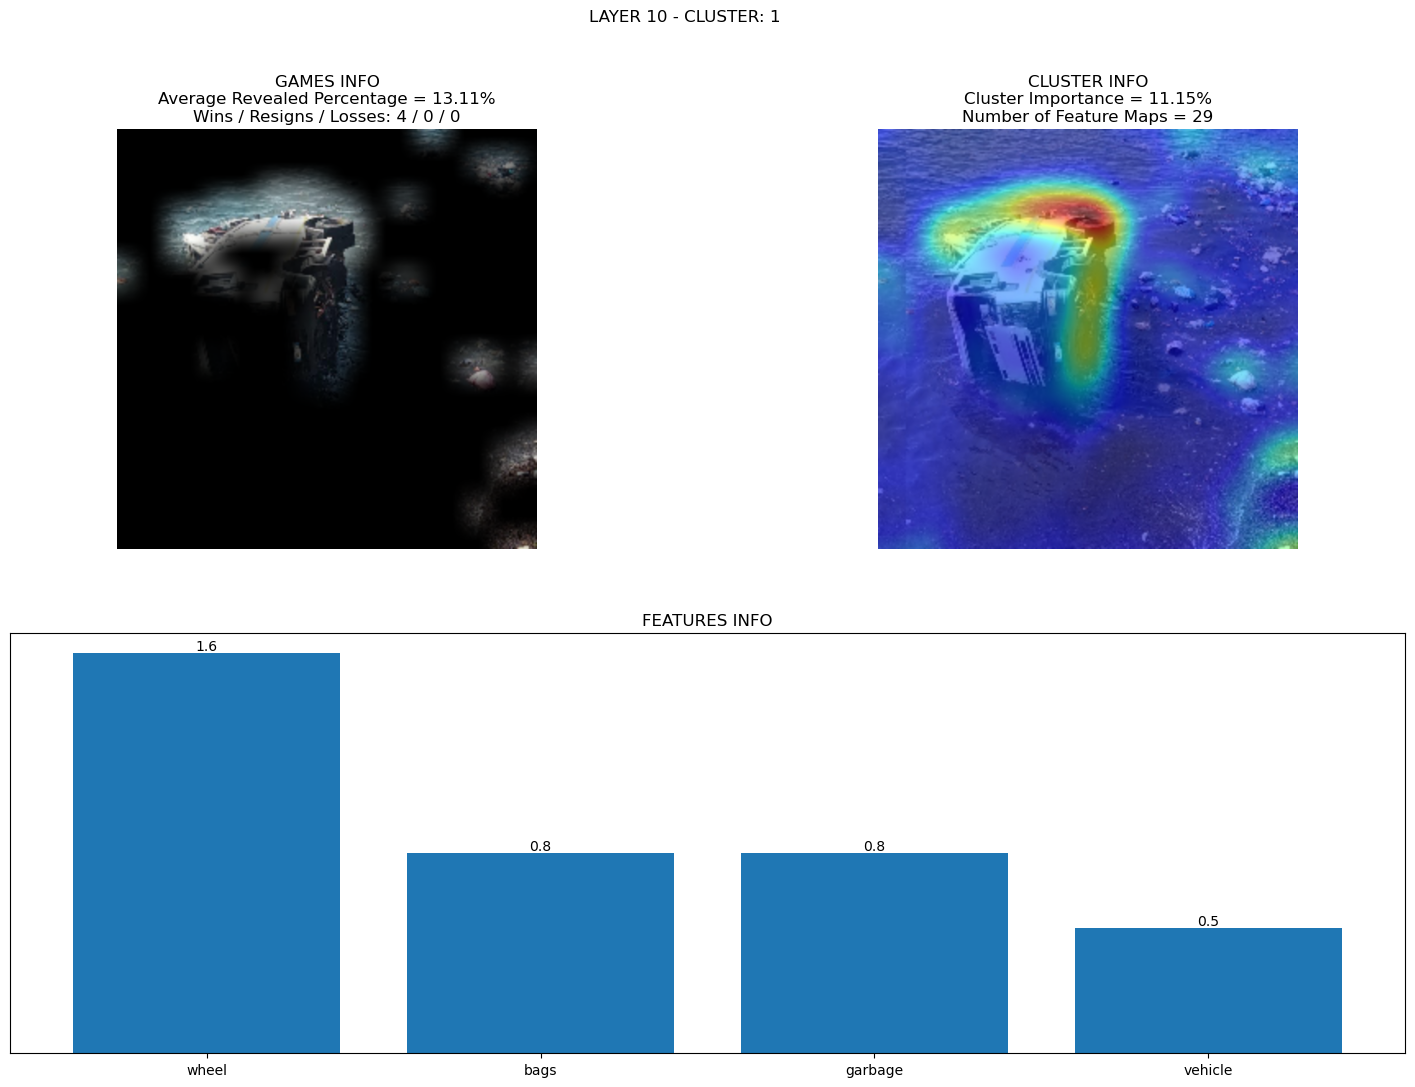 LAYER 10 - CLUSTER: 1
GAMES INFO
Average Revealed Percentage = 13.11%
Wins / Resigns / Losses: 4 / 0 / 0
CLUSTER INFO
Cluster Importance = 11.15%
Number of Feature Maps = 29
FEATURES INFO
1.6
0.8
0.8
0.5
wheel
bags
garbage
vehicle